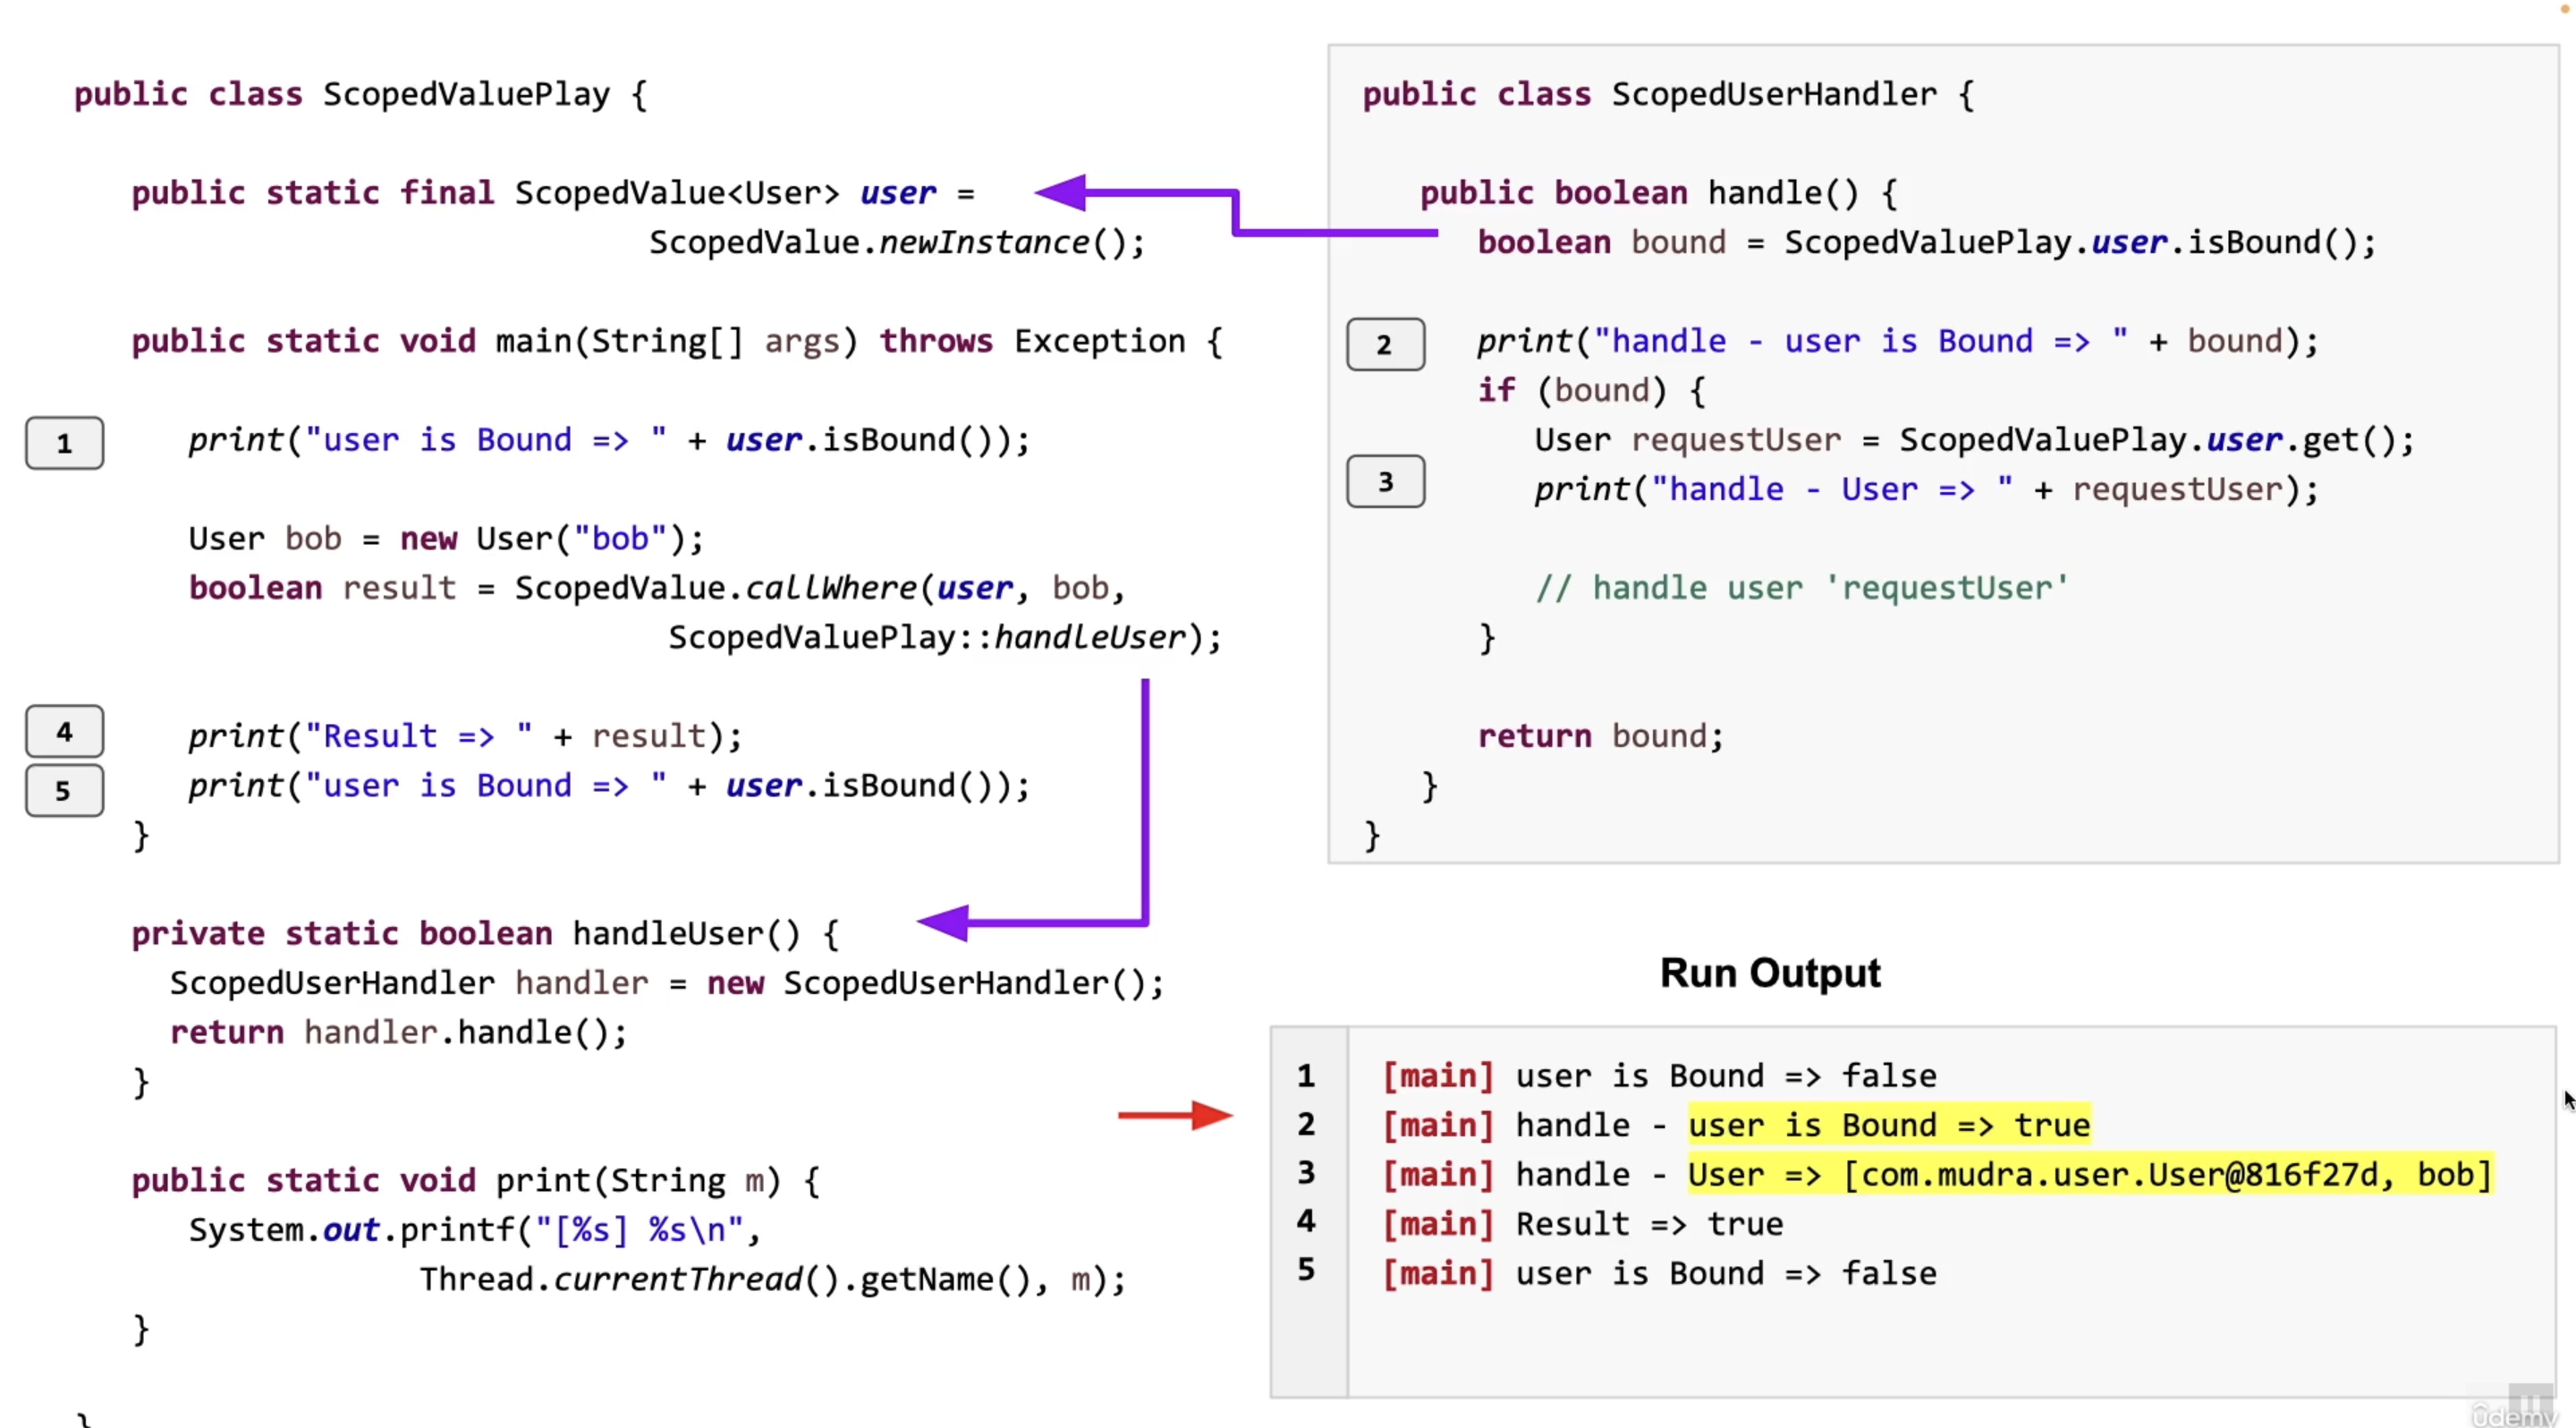 public class ScopedValuePlay {
public static final ScopedValue<User> user =
ScopedValue.newInstance();
public static void main(String[] args) throws Exception {
1 print("user is Bound => " + user.isBound());
User bob = new User("bob");
boolean result = ScopedValue.callWhere(user, bob,
ScopedValuePlay::handleUser);
4 print("Result => " + result);
5 print("user is Bound => " + user.isBound());
}
private static boolean handleUser() {
ScopedUserHandler handler = new ScopedUserHandler();
return handler.handle();
}
public static void print(String m) {
System.out.printf("[%s] %s\n",
Thread.currentThread().getName(), m);
}
}
public class ScopedUserHandler {
public boolean handle() {
boolean bound = ScopedValuePlay.user.isBound();
2 print("handle - user is Bound => " + bound);
if (bound) {
User requestUser = ScopedValuePlay.user.get();
3 print("handle - User => " + requestUser);
// handle user 'requestUser'
}
return bound;
}
}
Run Output
1 [main] user is Bound => false
2 [main] handle - user is Bound => true
3 [main] handle - User => [com.mudra.user.User@816f27d, bob]
4 [main] Result => true
5 [main] user is Bound => false
ûdemy